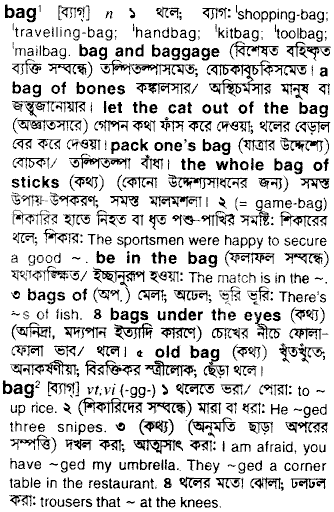 bag¹ [ব্যাগ্] n ১ থলে; ব্যাগ: ˈshopping-bag;
ˈtravelling-bag; ˈhandbag; ˈkitbag; ˈtoolbag;
ˈmailbag. bag and baggage (বিশেষত বহিষ্কৃত
ব্যক্তি সম্বন্ধে) তল্পিতল্পাসমেত; বোচকাবুচকিসমেত। a
bag of bones কঙ্কালসার/ অস্থিচর্মসার মানুষ বা
জন্তুজানোয়ার। let the cat out of the bag
(অজ্ঞাতসারে) গোপন কথা ফাঁস করে দেওয়া; থলের বেড়াল
বের করে দেওয়া। pack one's bag (যাত্রার উদ্দেশ্যে)
বোচকা/ তল্পিতল্পা বাঁধা। the whole bag of
sticks (কথ্য) (কোনো উদ্দেশ্যসাধনের জন্য) সমস্ত
উপায়-উপকরণ; সমস্ত মালমশলা। ২ (= game-bag)
শিকারির হাতে নিহত বা ধৃত পশু-পাখির সমষ্টি: শিকারের
থলে; শিকার: The sportsmen were happy to secure
a good ~. be in the bag (ফলাফল সম্বন্ধে)
যথাকাঙ্ক্ষিত/ ইচ্ছানুরূপ হওয়া: The match is in the ~.
৩ bags of (অপ.) মেলা; অঢেল; ভূরি ভূরি: There's
~s of fish. ৪ bags under the eyes (কথ্য)
(অনিদ্রা, মদ্যপান ইত্যাদি কারণে) চোখের নীচে ফোলা-
ফোলা ভাব/ থলে। ৫ old bag (কথ্য) খুঁতখুঁতে;
অনাকর্ষণীয়া; বিরক্তিকর স্ত্রীলোক; ছেঁড়া থলে।
bag² [ব্যাগ্] vt,vi (-gg-) ১ থলেতে ভরা/ পোরা: to ~
up rice. ২ (শিকারিদের সম্বন্ধে) মারা বা ধরা: He ~ged
three snipes. ৩ (কথ্য) (অনুমতি ছাড়া অপরের
সম্পত্তি) দখল করা; আত্মসাৎ করা: I am afraid, you
have ~ged my umbrella. They ~ged a corner
table in the restaurant. ৪ থলের মতো ঝোলা; ঢলঢল
করা: trousers that ~ at the knees.